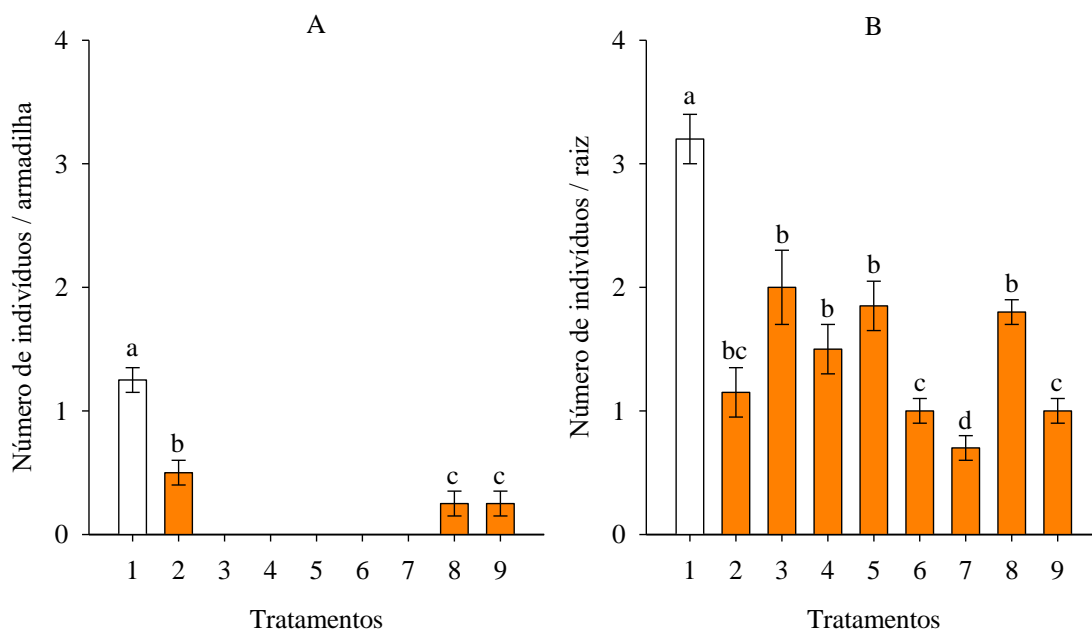 A
Número de indivíduos / armadilha
4
3
2
1
0
a
b
c c
1 2 3 4 5 6 7 8 9
Tratamentos
B
Número de indivíduos / raiz
4
3
2
1
0
a
bc
b
b
b
c
d
b
c
1 2 3 4 5 6 7 8 9
Tratamentos